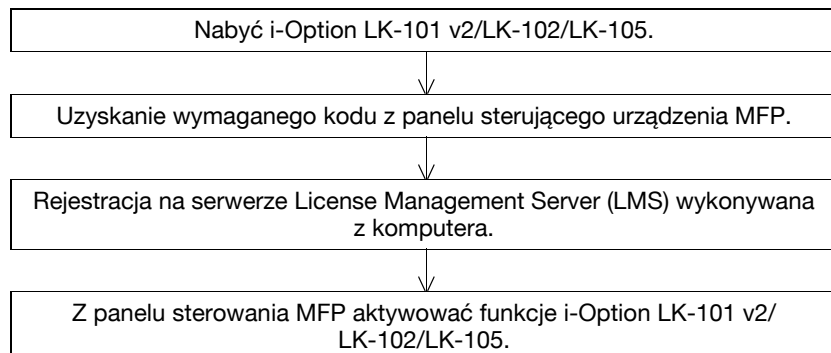 Nabyć i-Option LK-101 v2/LK-102/LK-105.
Uzyskanie wymaganego kodu z panelu sterującego urządzenia MFP.
Rejestracja na serwerze License Management Server (LMS) wykonywana
z komputera.
Z panelu sterowania MFP aktywować funkcje i-Option LK-101 v2/
LK-102/LK-105.